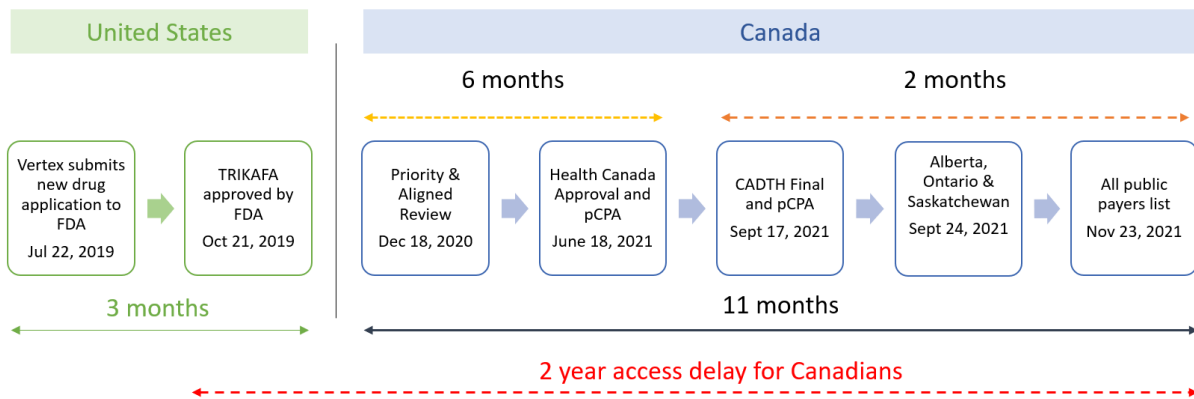 United States
Canada
6 months
2 months
Vertex submits
new drug
application to
FDA
Jul 22, 2019
TRIKAFA
approved by
FDA
Oct 21, 2019
Priority &
Aligned
Review
Dec 18, 2020
Health Canada
Approval and
pCPA
June 18, 2021
CADTH Final
and pCPA
Sept 17, 2021
Alberta,
Ontario &
Saskatchewan
Sept 24, 2021
All public
payers list
Nov 23, 2021
3 months
11 months
2 year access delay for Canadians